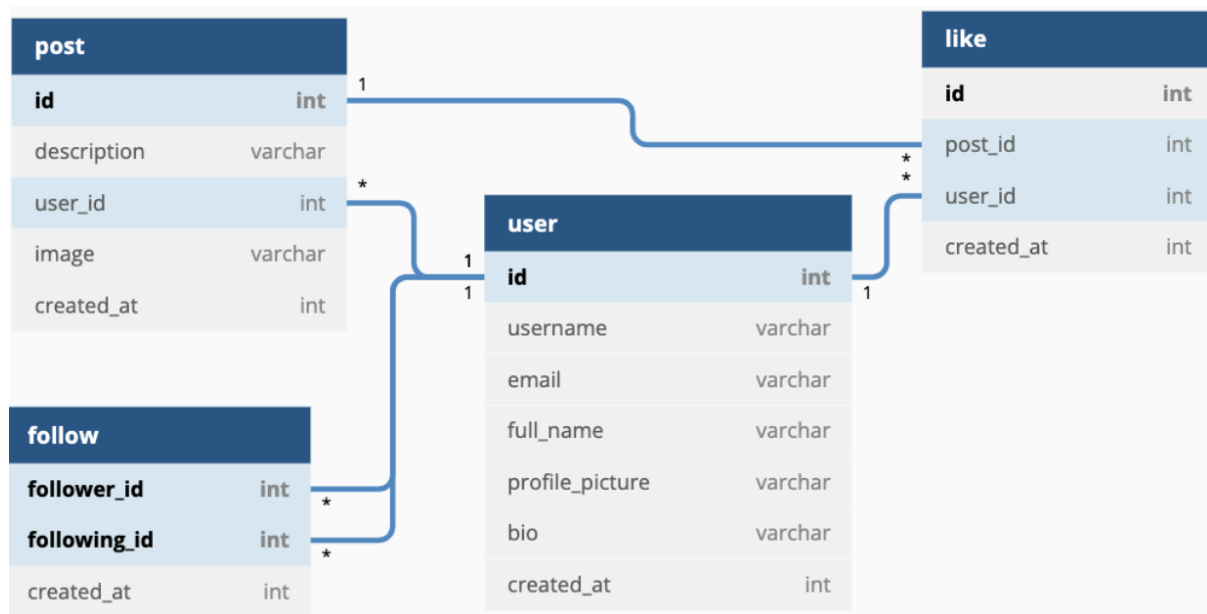 post
id int
description varchar
user_id int
image varchar
created_at int
1
*
like
id int
post_id int
user_id int
created_at int
*
*
user
id int
username varchar
email varchar
full_name varchar
profile_picture varchar
bio varchar
created_at int
1
1
1
follow
follower_id int
following_id int
created_at int
*
*